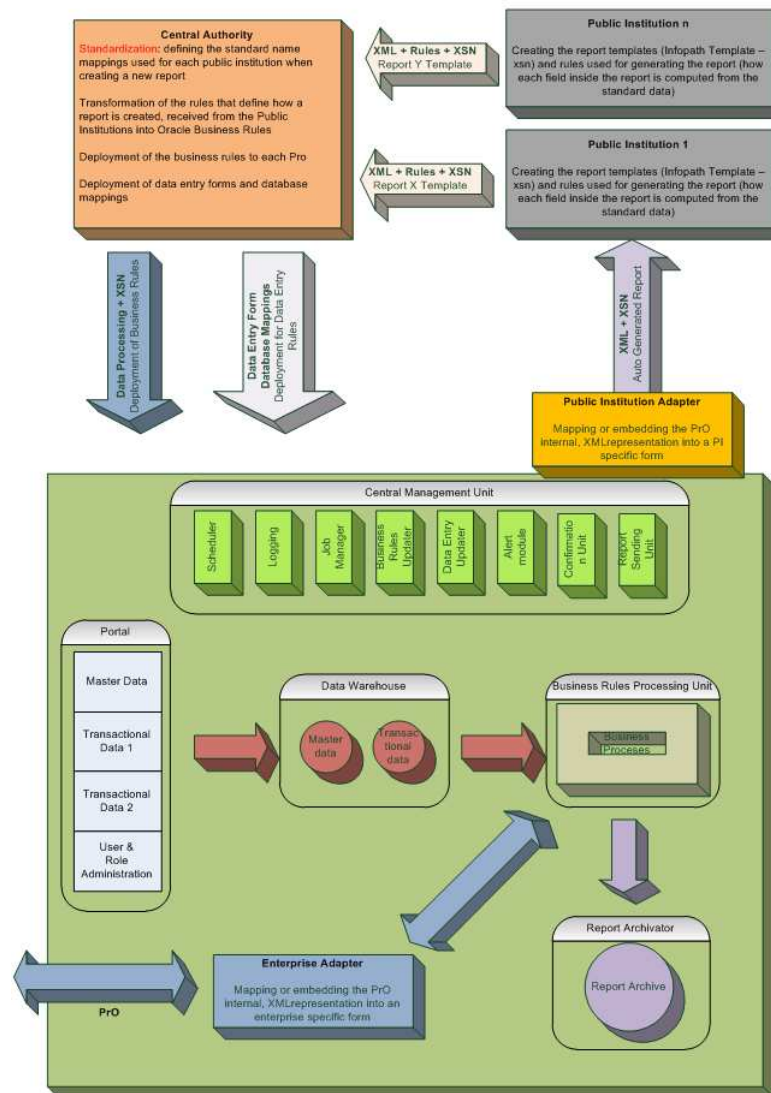 Central Authority
Standardization: defining the standard name
mappings used for each public institution when
creating a new report
Transformation of the rules that define how a
report is created, received from the Public
Institutions into Oracle Business Rules
Deployment of the business rules to each Pro
Deployment of data entry forms and database
mappings
XML + Rules + XSN
Report Y Template
Public Institution n
Creating the report templates (Infopath Template –
xsn) and rules used for generating the report (how
each field inside the report is computed from the
standard data)
XML + Rules + XSN
Report X Template
Public Institution 1
Creating the report templates (Infopath Template –
xsn) and rules used for generating the report (how
each field inside the report is computed from the
standard data)
Data Processing + XSN
Deployment of Business Rules
Data Entry Form
Database Mappings
Deployment for Data Entry
Rules
XML + XSN
Auto Generated Report
Public Institution Adapter
Mapping or embedding the PrO
internal, XMLrepresentation into a PI
specific form
Central Management Unit
Scheduler
Logging
Job
Manager
Business
Rules
Updater
Data Entry
Updater
Alert
module
Confirmatio
n Unit
Report
Sending
Unit
Portal
Master Data
Transactional
Data 1
Transactional
Data 2
User &
Role
Administration
Data Warehouse
Master
data
Transac
tional
data
Business Rules Processing Unit
Business
Proceses
Report Archivator
Report Archive
Enterprise Adapter
Mapping or embedding the PrO
internal, XMLrepresentation into an
enterprise specific form
PrO